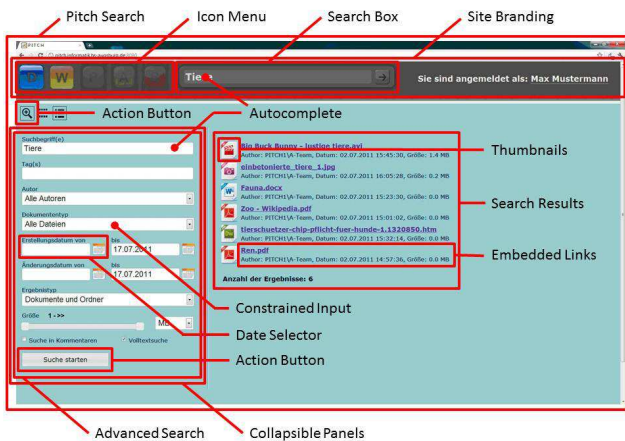 Pitch Search
Icon Menu
Search Box
Site Branding
PITCH
Tiere
Sie sind angemeldet als: Max Mustermann
Action Button
Autocomplete
Suchbegriff(e)
Tiere
Tag(s)
Autor
Alle Autoren
Dokumententyp
Alle Dateien
Erstellungsdatum von bis
17.07.2011
Änderungsdatum von bis
17.07.2011
Ergebnistyp
Dokumente und Ordner
Größe 1 ->>
MB
Suche in Kommentaren Volltextsuche
Suche starten
Big Buck Bunny - lustige tiere.avi
Author: PITCH1\A-Team, Datum: 02.07.2011 15:45:30, Größe: 1.4 MB
einbetonierte_tiere_1.jpg
Author: PITCH1\A-Team, Datum: 02.07.2011 16:05:28, Größe: 0.2 MB
Fauna.docx
Author: PITCH1\A-Team, Datum: 02.07.2011 15:23:30, Größe: 0.0 MB
Zoo - Wikipedia.pdf
Author: PITCH1\A-Team, Datum: 02.07.2011 15:01:02, Größe: 0.0 MB
tierschuetzer-chip-pflicht-fuer-hunde-1.1320850.htm
Author: PITCH1\A-Team, Datum: 02.07.2011 15:32:14, Größe: 0.0 MB
Ren.pdf
Author: PITCH1\A-Team, Datum: 02.07.2011 14:57:36, Größe: 0.0 MB
Anzahl der Ergebnisse: 6
Thumbnails
Search Results
Embedded Links
Constrained Input
Date Selector
Action Button
Advanced Search
Collapsible Panels